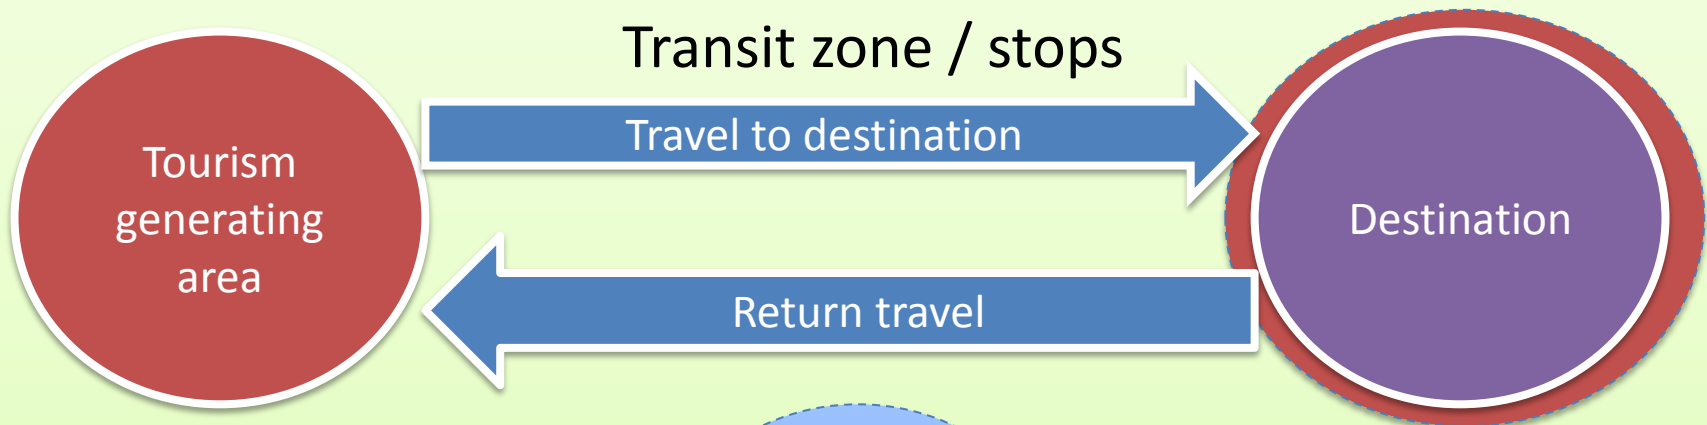 Transit zone / stops
Travel to destination
Tourism
generating
area
Destination
Return travel